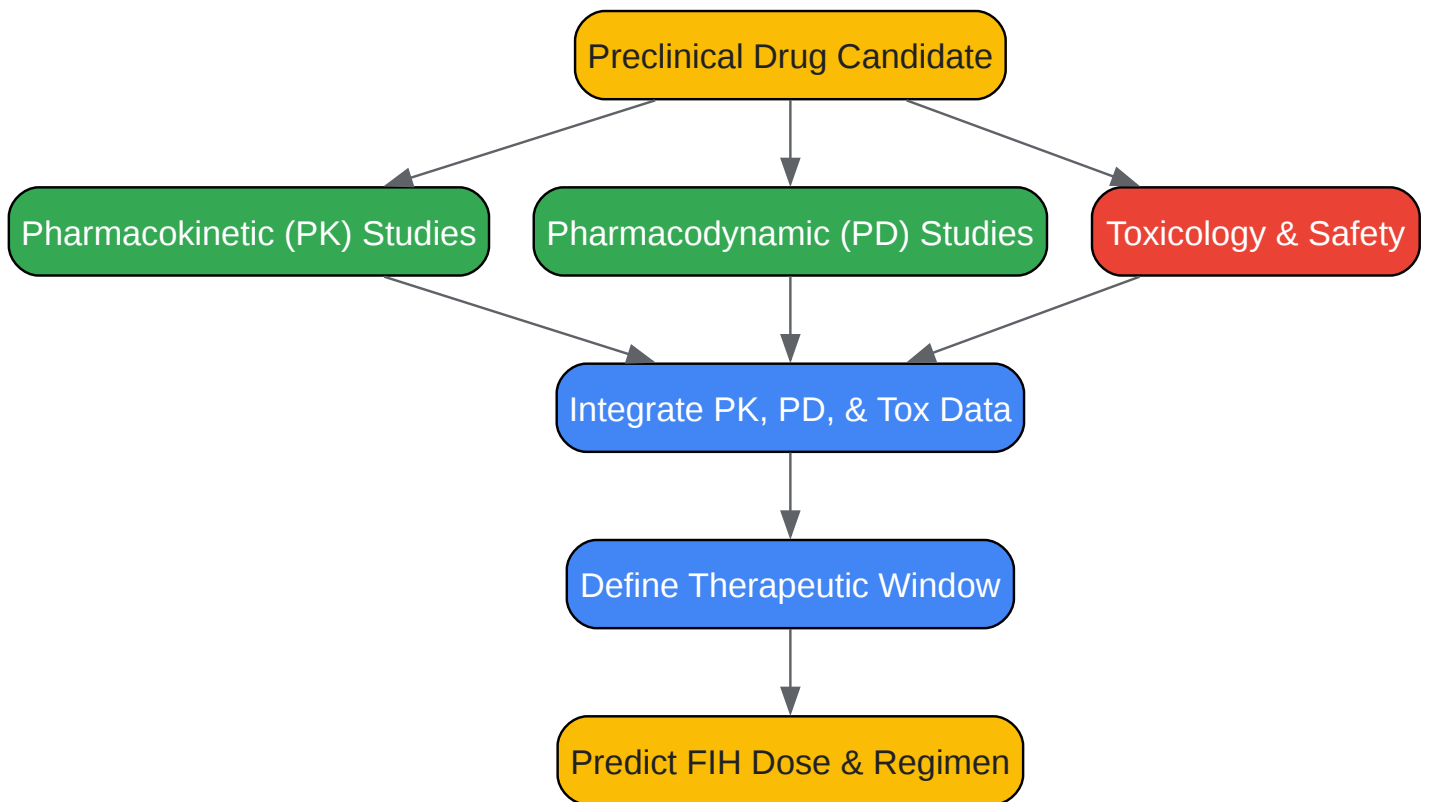 Preclinical Drug Candidate
Pharmacokinetic (PK) Studies
Pharmacodynamic (PD) Studies
Toxicology & Safety
Integrate PK, PD, & Tox Data
Define Therapeutic Window
Predict FIH Dose & Regimen